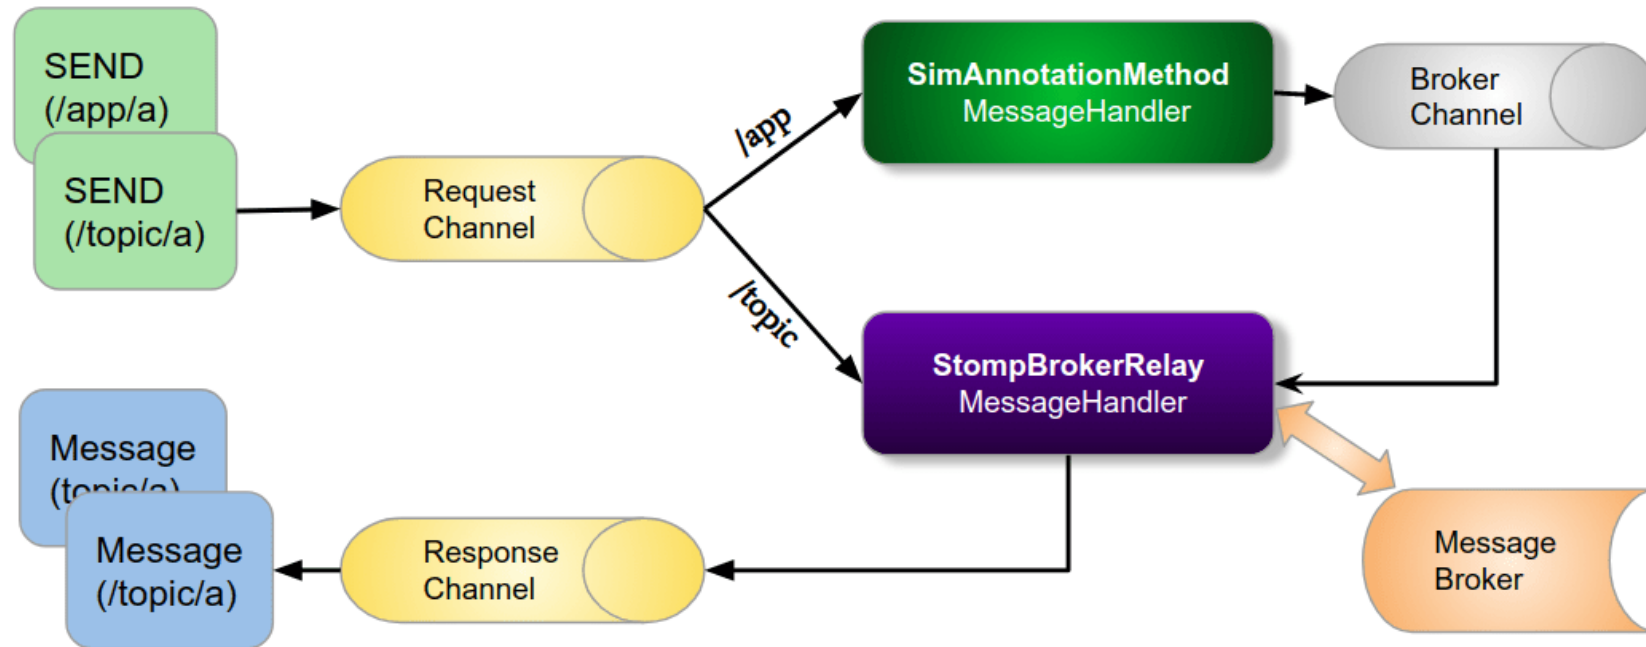 SEND
(/app/a)
SEND
(/topic/a)
Request
Channel
/app
/topic
SimAnnotationMethod
MessageHandler
Broker
Channel
StompBrokerRelay
MessageHandler
Message
(topic/a)
Message
(/topic/a)
Response
Channel
Message
Broker